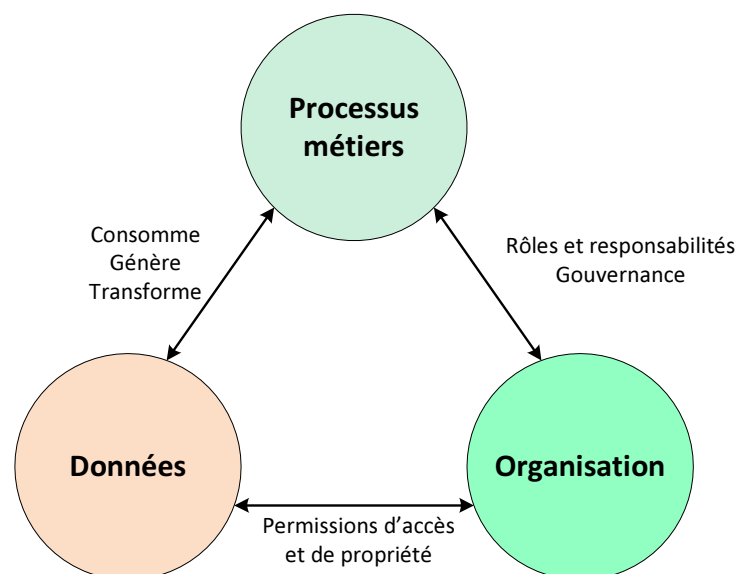 Processus
métiers
Consomme
Génère
Transforme
Rôles et responsabilités
Gouvernance
Données
Organisation
Permissions d’accès
et de propriété